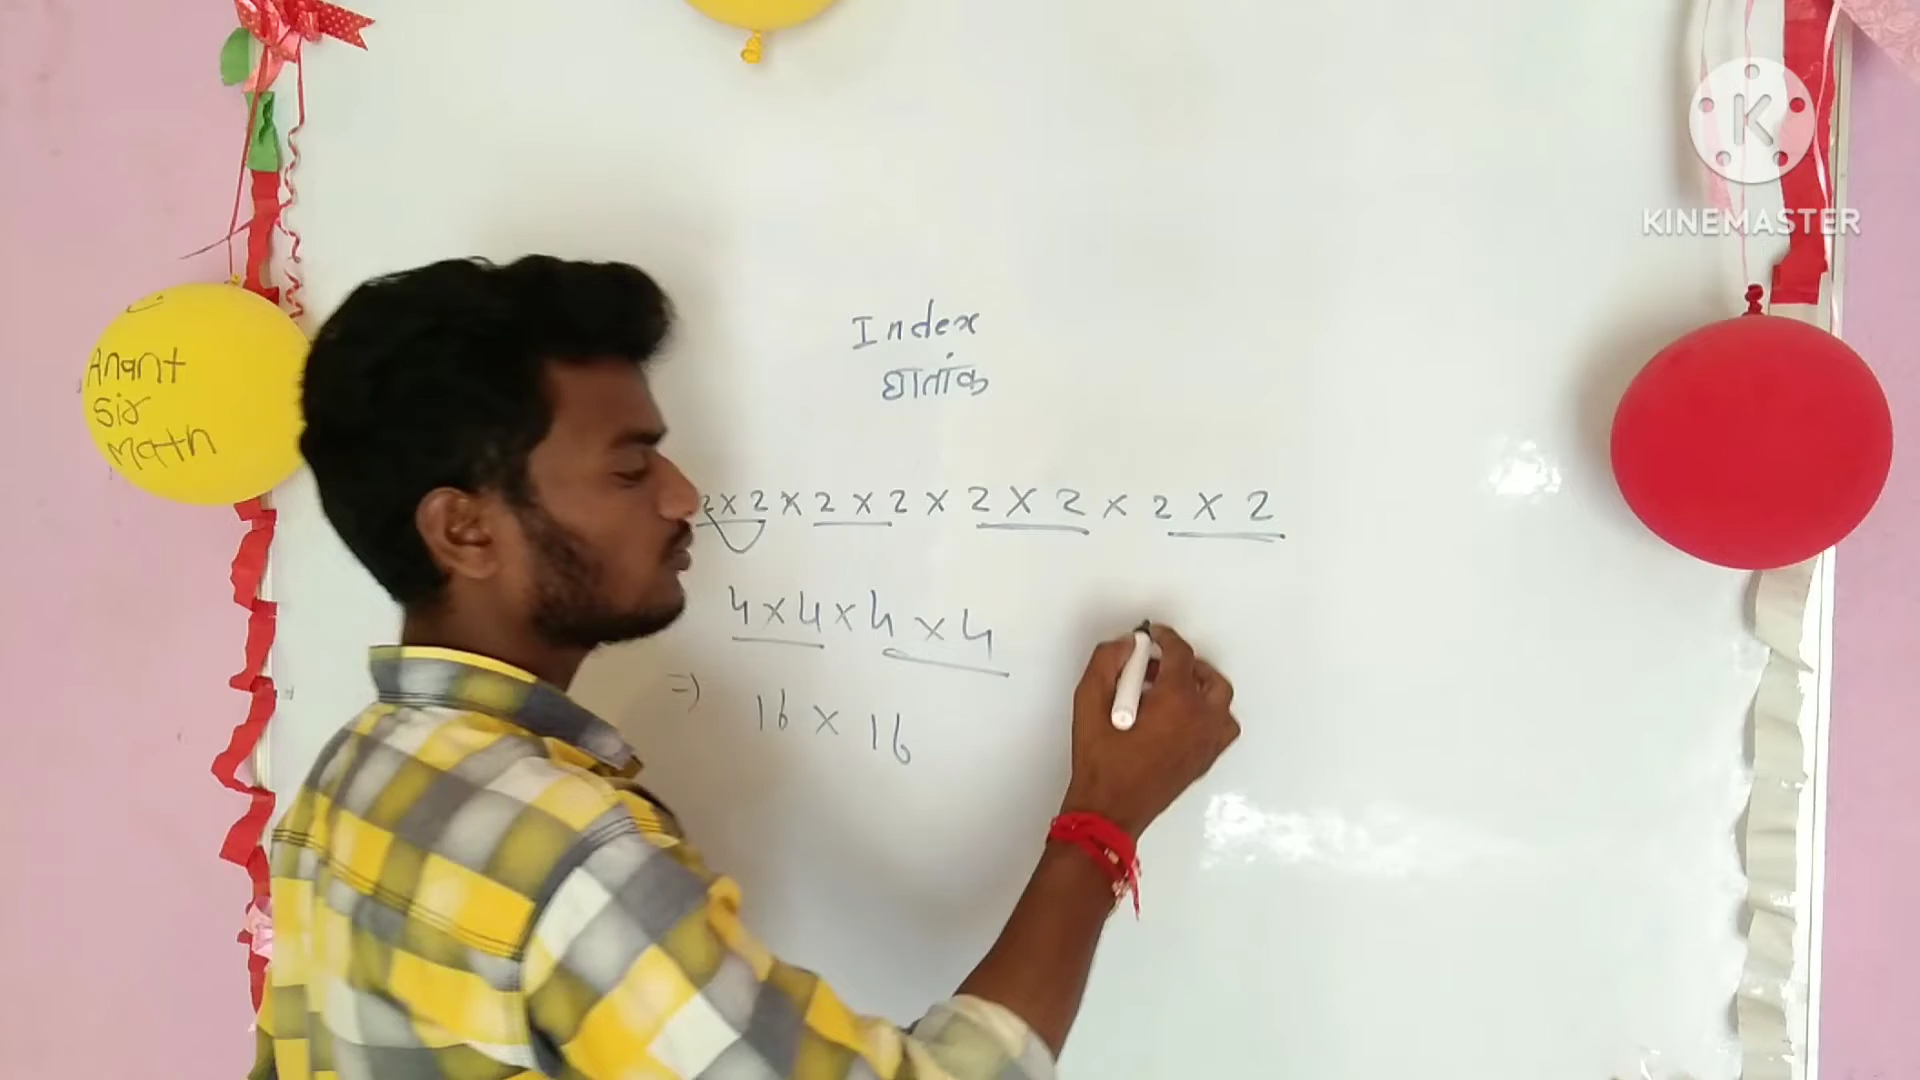 Anant
Sir
Math
K
KINEMASTER
Index
घातांक
2 x 2 x 2 x 2 x 2 x 2 x 2 x 2
4 x 4 x 4 x 4
=> 16 x 16